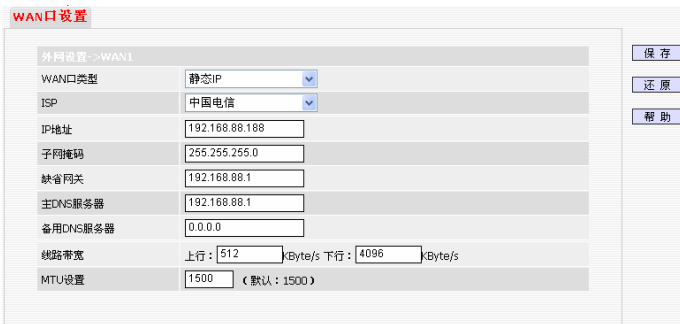 WAN口设置
外网设置->WAN1
WAN口类型 静态IP
ISP 中国电信
IP地址 192.168.88.188
子网掩码 255.255.255.0
缺省网关 192.168.88.1
主DNS服务器 192.168.88.1
备用DNS服务器 0.0.0.0
线路带宽 上行：512 KByte/s 下行：4096 KByte/s
MTU设置 1500 （默认：1500）
保存
还原
帮助